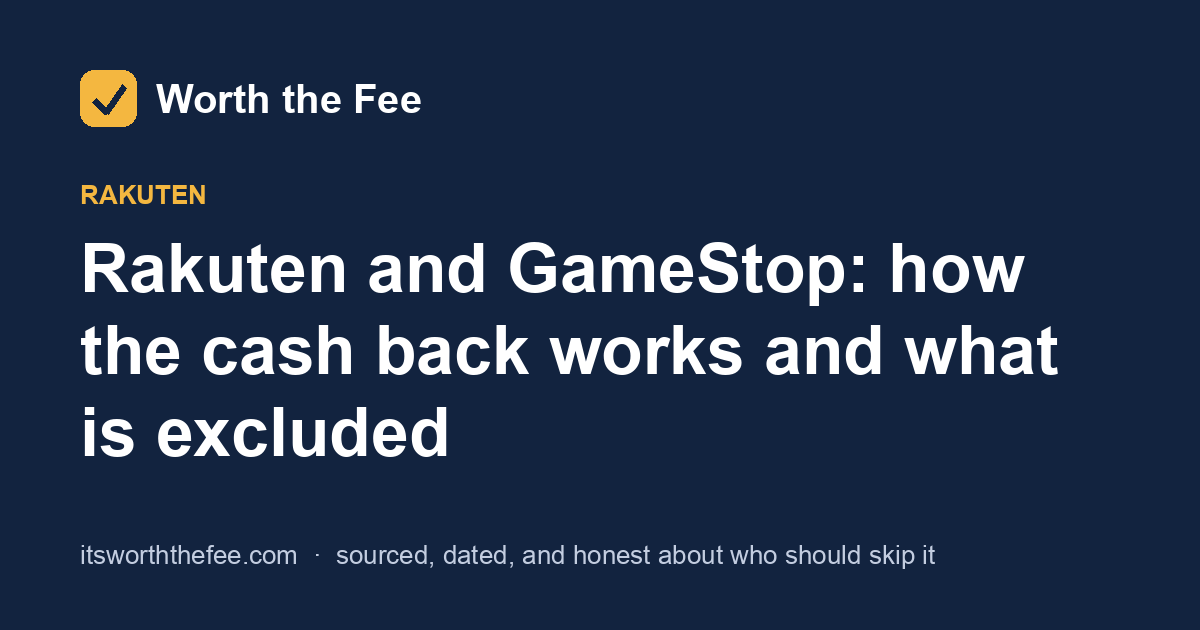 Worth the Fee
RAKUTEN
Rakuten and GameStop: how
the cash back works and what
is excluded
itsworththefee.com · sourced, dated, and honest about who should skip it